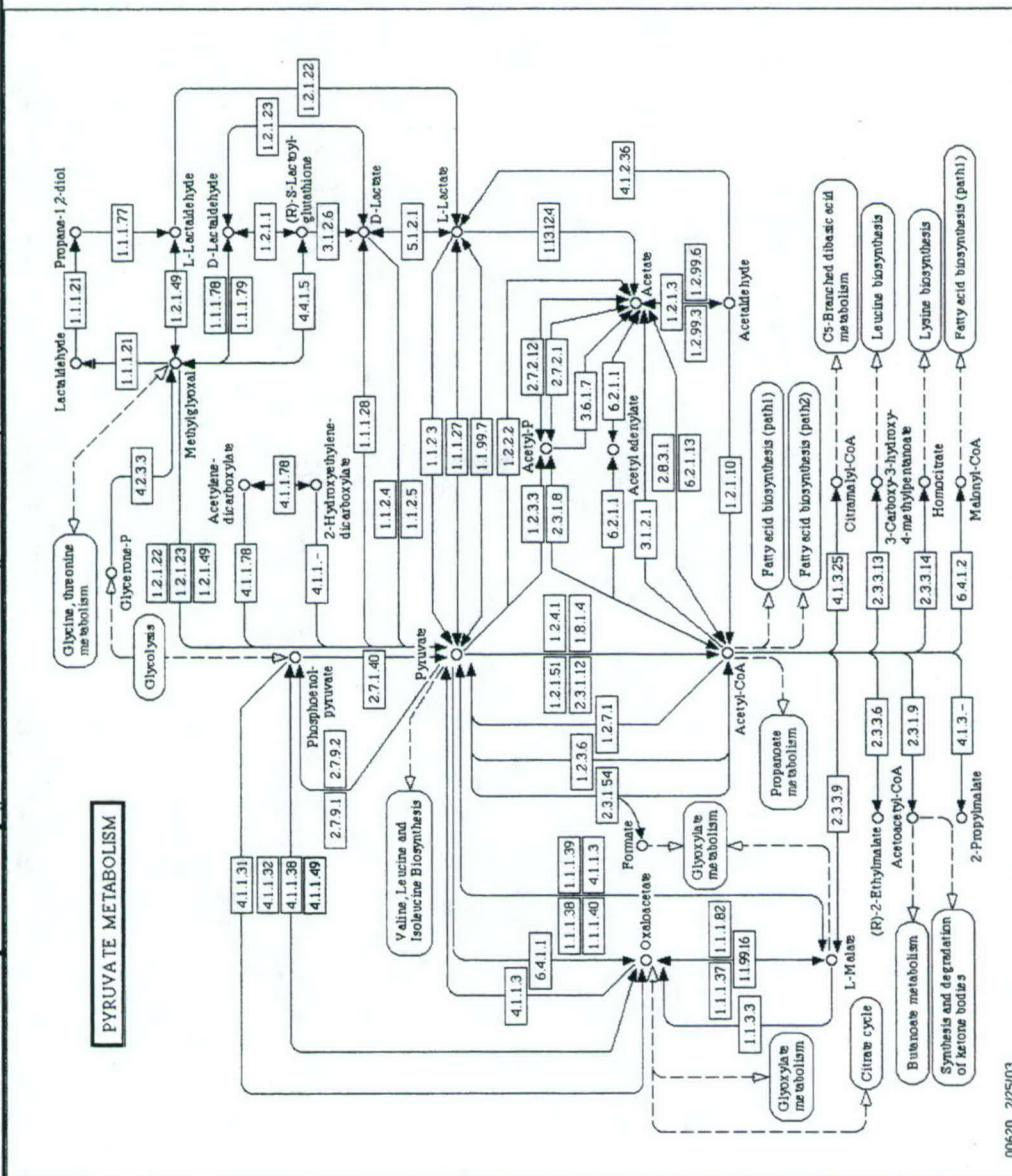 PYRUVATE METABOLISM
Glycine, threonine
metabolism
Glycolysis
Glycerone-P
4.2.3.3
Lactaldehyde
1.1.1.21
1.1.1.21
Propane-1,2-diol
1.1.1.77
L-Lactaldehyde
1.2.1.49
Methylglyoxal
D-Lactaldehyde
1.1.1.78
1.1.1.79
1.2.1.22
1.2.1.23
1.2.1.1
(R)-S-Lactoyl-
glutathione
4.4.1.5
3.1.2.6
D-Lactate
5.1.2.1
L-Lactate
1.2.1.22
1.2.1.23
1.2.1.49
Acetylene-
dicarboxylate
4.1.1.78
4.1.1.78
2-Hydroxyethylene-
dicarboxylate
4.1.1.-
1.1.1.28
1.1.2.4
1.1.2.5
1.1.2.3
1.1.1.27
1.1.99.7
1.2.2.2
1.13.12.4
4.1.2.36
4.1.1.31
4.1.1.32
4.1.1.38
4.1.1.49
Phosphoenol-
pyruvate
2.7.9.1
2.7.9.2
2.7.1.40
Pyruvate
Valine, Leucine and
Isoleucine Biosynthesis
1.2.3.3
2.3.1.8
Acetyl-P
2.7.2.12
2.7.2.1
3.6.1.7
6.2.1.1
Acetyl adenylate
6.2.1.1
Acetate
3.1.2.1
2.8.3.1
6.2.1.13
1.2.1.3
1.2.99.3
1.2.99.6
Acetaldehyde
1.2.1.10
1.2.1.51
1.2.4.1
2.3.1.12
1.8.1.4
1.2.7.1
1.2.3.6
2.3.1.54
Formate
Glyoxylate
metabolism
Acetyl-CoA
Propanoate
metabolism
Fatty acid biosynthesis (path1)
Fatty acid biosynthesis (path2)
4.1.1.3
6.4.1.1
1.1.1.38
1.1.1.39
1.1.1.40
4.1.1.3
Oxaloacetate
1.1.1.37
1.1.1.82
1.1.99.16
1.1.3.3
L-Malate
Glyoxylate
metabolism
Citrate cycle
2.3.3.9
4.1.3.25
Citramalyl-CoA
C5-Branched dibasic acid
metabolism
(R)-2-Ethylmalate
2.3.3.6
2.3.3.13
3-Carboxy-3-hydroxy-
4-methylpentanoate
Leucine biosynthesis
Butanoate metabolism
Synthesis and degradation
of ketone bodies
Acetoacetyl-CoA
2.3.1.9
2.3.3.14
Homocitrate
Lysine biosynthesis
2-Propylmalate
4.1.3.-
6.4.1.2
Malonyl-CoA
Fatty acid biosynthesis (path1)
00620 2/25/03